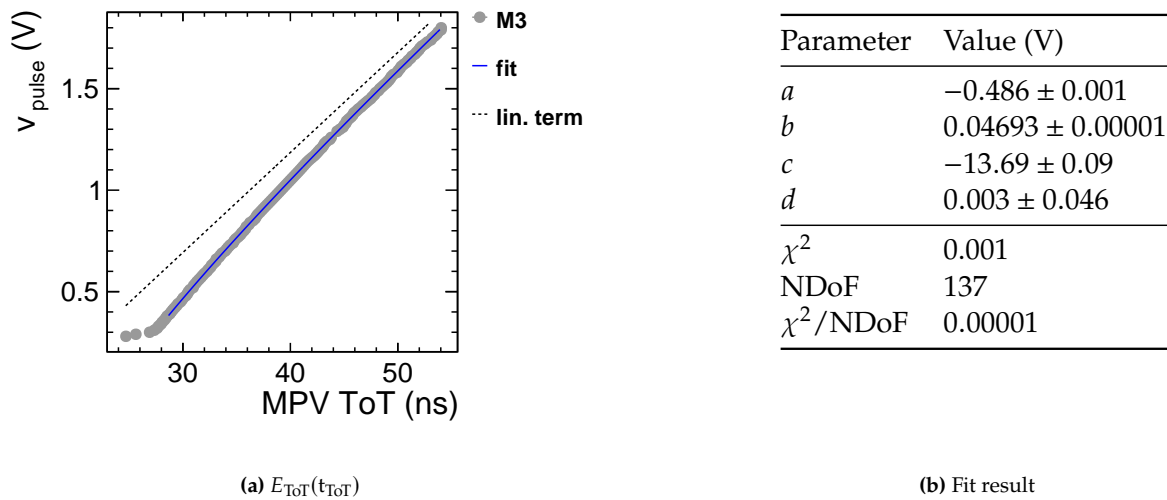 v_pulse (V)
1.5
1
0.5
30 40 50
MPV ToT (ns)
M3
fit
lin. term
(a) E_ToT(t_ToT)
Parameter Value (V)
a −0.486 ± 0.001
b 0.04693 ± 0.00001
c −13.69 ± 0.09
d 0.003 ± 0.046
χ² 0.001
NDoF 137
χ²/NDoF 0.00001
(b) Fit result